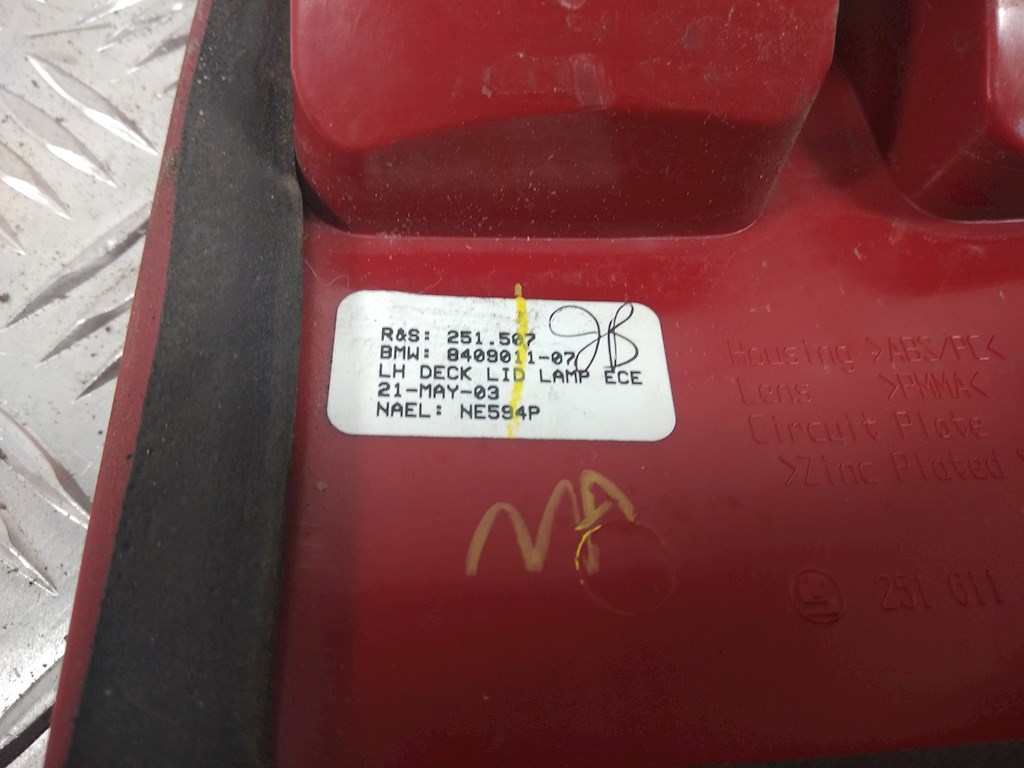 R&S: 251.507
BMW: 8409011-07
LH DECK LID LAMP ECE
21-MAY-03
NAEL: NE594P
Housing >ABS/PC<
Lens >PMMA<
Circuit Plate
>Zinc Plated
251 611